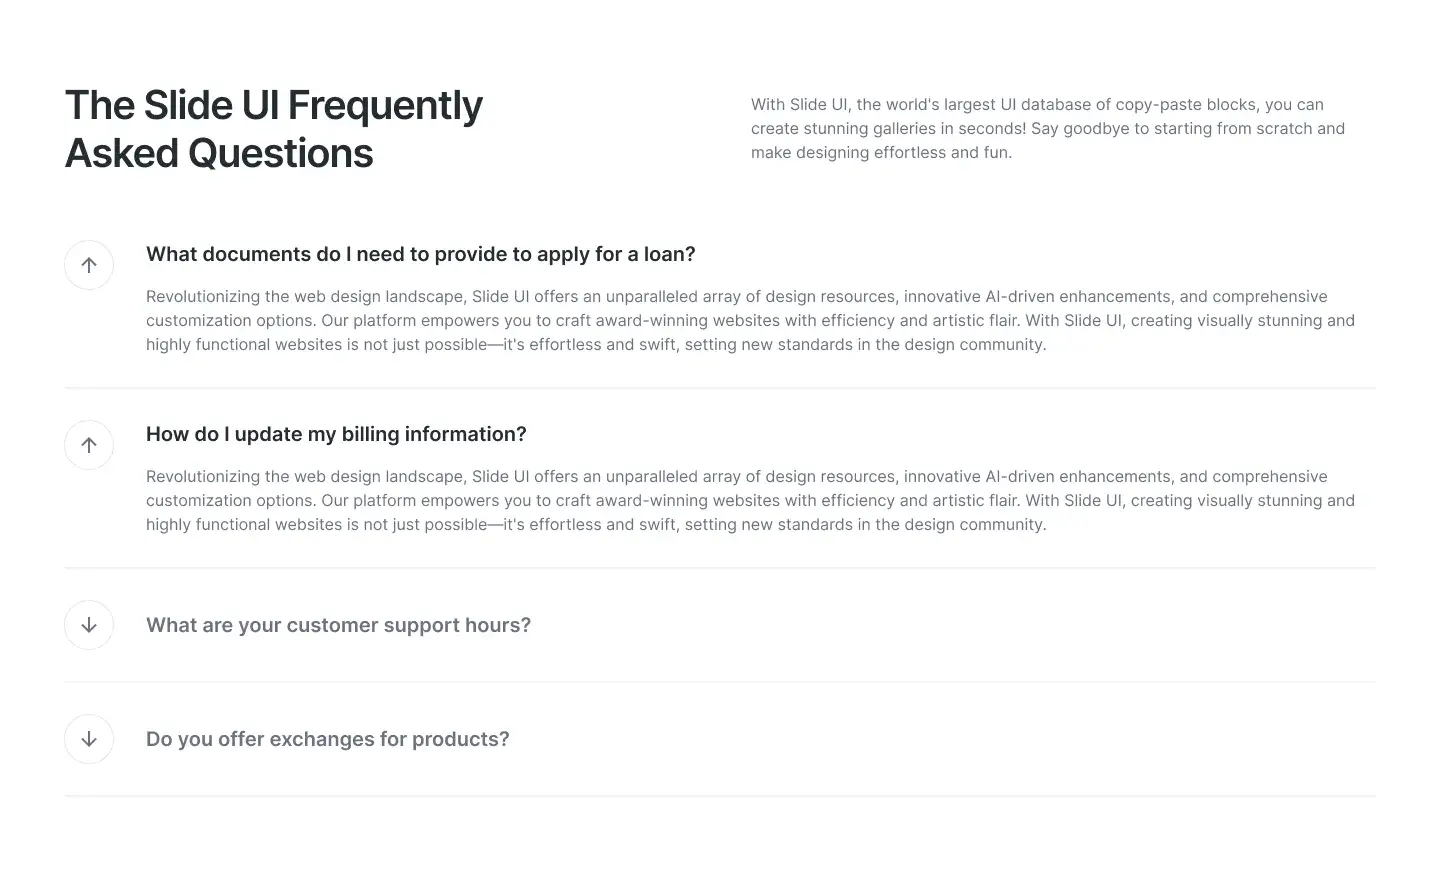 The Slide UI Frequently
Asked Questions
With Slide UI, the world's largest UI database of copy-paste blocks, you can
create stunning galleries in seconds! Say goodbye to starting from scratch and
make designing effortless and fun.
What documents do I need to provide to apply for a loan?
Revolutionizing the web design landscape, Slide UI offers an unparalleled array of design resources, innovative AI-driven enhancements, and comprehensive
customization options. Our platform empowers you to craft award-winning websites with efficiency and artistic flair. With Slide UI, creating visually stunning and
highly functional websites is not just possible—it's effortless and swift, setting new standards in the design community.
How do I update my billing information?
Revolutionizing the web design landscape, Slide UI offers an unparalleled array of design resources, innovative AI-driven enhancements, and comprehensive
customization options. Our platform empowers you to craft award-winning websites with efficiency and artistic flair. With Slide UI, creating visually stunning and
highly functional websites is not just possible—it's effortless and swift, setting new standards in the design community.
What are your customer support hours?
Do you offer exchanges for products?